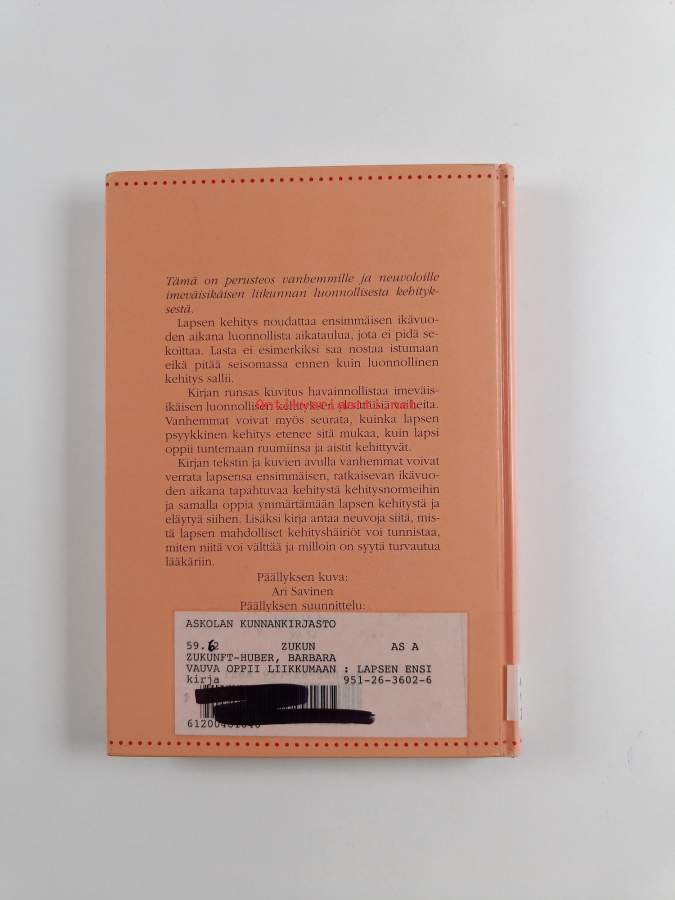 Tämä on perusteos vanhemmille ja neuvoloille
imeväisikäisen liikunnan luonnollisesta kehityk-
sestä.
Lapsen kehitys noudattaa ensimmäisen ikävuo-
den aikana luonnollista aikataulua, jota ei pidä se-
koittaa. Lasta ei esimerkiksi saa nostaa istumaan
eikä pitää seisomassa ennen kuin luonnollinen
kehitys sallii.
Kirjan runsas kuvitus havainnollistaa imeväis-
ikäisen luonnollisen kehityksen vaiheita.
Vanhemmat voivat myös seurata, kuinka lapsen
psyykkinen kehitys etenee sitä mukaa, kuin lapsi
oppii tuntemaan ruumiinsa ja aistit kehittyvät.
Kirjan tekstin ja kuvien avulla vanhemmat voivat
verrata lapsensa ensimmäisen, ratkaisevan ikävuo-
den aikana tapahtuvaa kehitystä kehitysnormeihin
ja samalla oppia ymmärtämään lapsen kehitystä ja
eläytyä siihen. Lisäksi kirja antaa neuvoja siitä, mis-
tä lapsen mahdolliset kehityshäiriöt voi tunnistaa,
miten niitä voi välttää ja milloin on syytä turvautua
lääkäriin.
Päällyksen kuva:
Ari Savinen
Päällyksen suunnittelu:
ASKOLAN KUNNANKIRJASTO
ZUKUN AS A
ZUKUNFT-HUBER, BARBARA
VAUVA OPPII LIIKKUMAAN : LAPSEN ENSI
kirja 951-26-3602-6